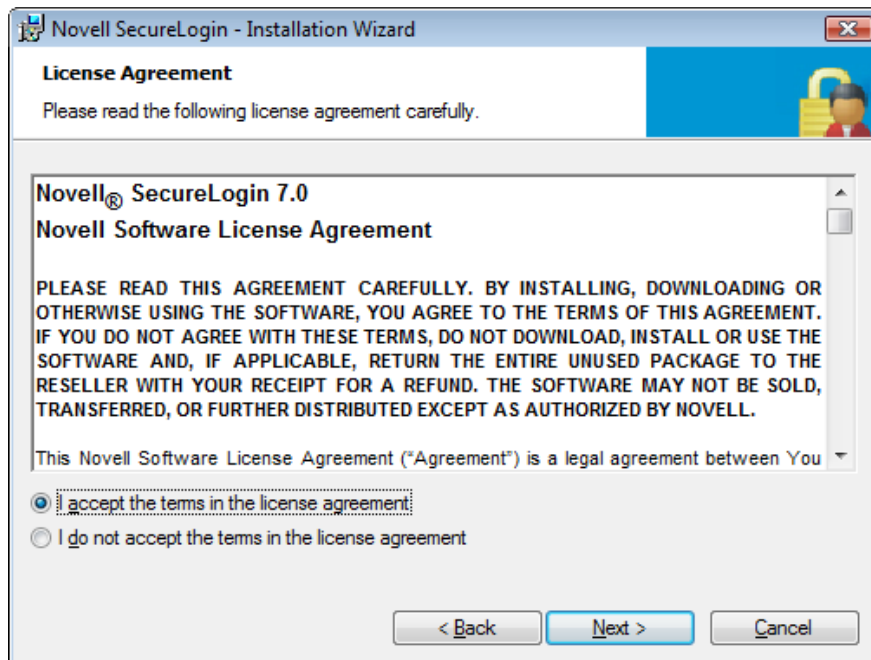 Novell SecureLogin - Installation Wizard
License Agreement
Please read the following license agreement carefully.
Novell® SecureLogin 7.0
Novell Software License Agreement
PLEASE READ THIS AGREEMENT CAREFULLY. BY INSTALLING, DOWNLOADING OR
OTHERWISE USING THE SOFTWARE, YOU AGREE TO THE TERMS OF THIS AGREEMENT.
IF YOU DO NOT AGREE WITH THESE TERMS, DO NOT DOWNLOAD, INSTALL OR USE THE
SOFTWARE AND, IF APPLICABLE, RETURN THE ENTIRE UNUSED PACKAGE TO THE
RESELLER WITH YOUR RECEIPT FOR A REFUND. THE SOFTWARE MAY NOT BE SOLD,
TRANSFERRED, OR FURTHER DISTRIBUTED EXCEPT AS AUTHORIZED BY NOVELL.
This Novell Software License Agreement (“Agreement”) is a legal agreement between You
I accept the terms in the license agreement
I do not accept the terms in the license agreement
< Back
Next >
Cancel